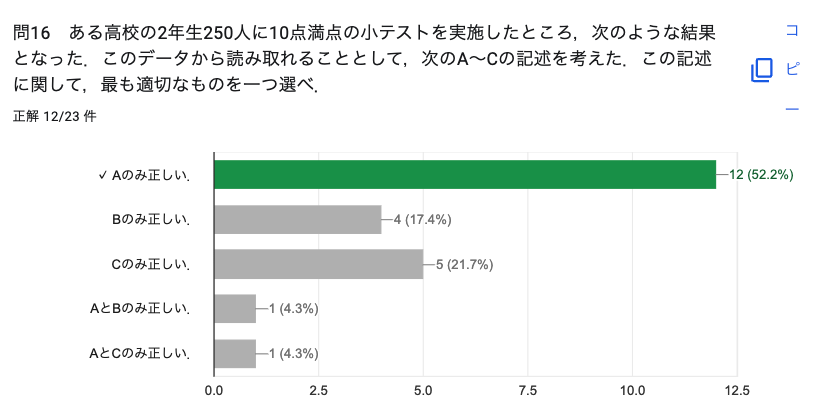 問16　ある高校の2年生250人に10点満点の小テストを実施したところ，次のような結果
となった．このデータから読み取れることとして，次のA〜Cの記述を考えた．この記述
に関して，最も適切なものを一つ選べ．
コピー
正解 12/23 件
✓ Aのみ正しい．
12 (52.2%)
Bのみ正しい．
4 (17.4%)
Cのみ正しい．
5 (21.7%)
AとBのみ正しい．
1 (4.3%)
AとCのみ正しい．
1 (4.3%)
0.0 2.5 5.0 7.5 10.0 12.5